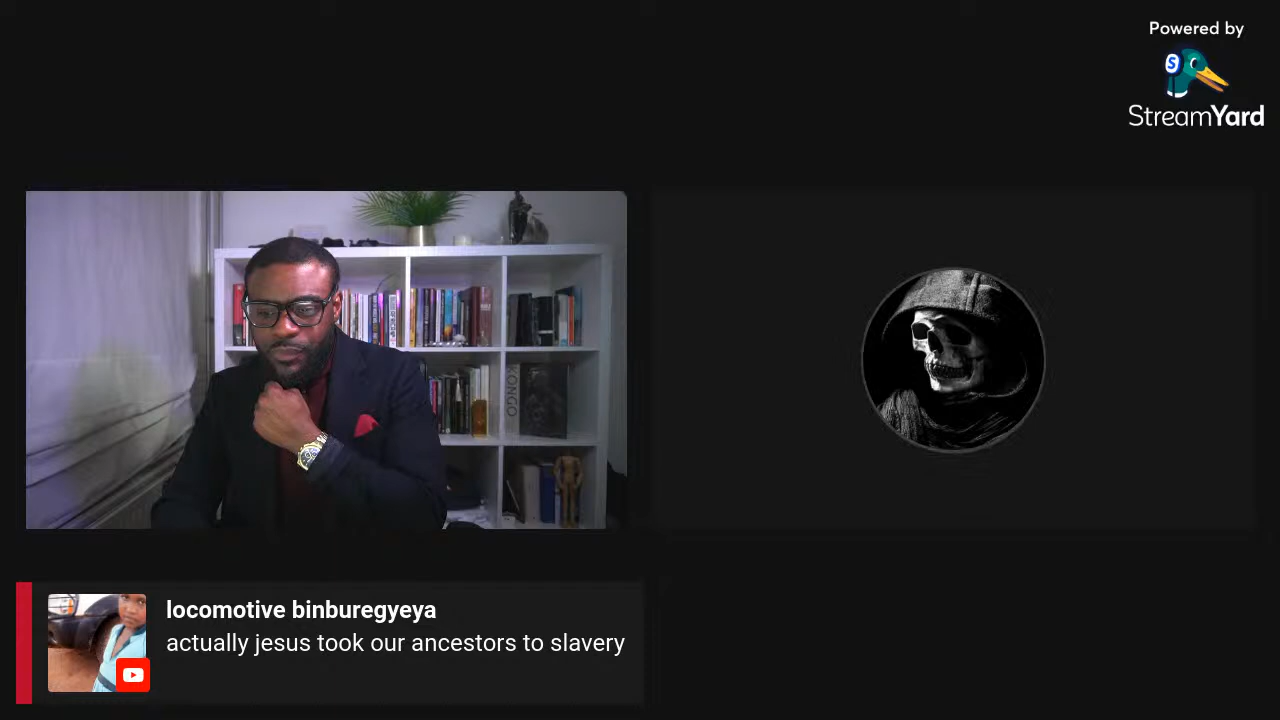 Powered by
StreamYard
KONGO
locomotive binburegyeya
actually jesus took our ancestors to slavery